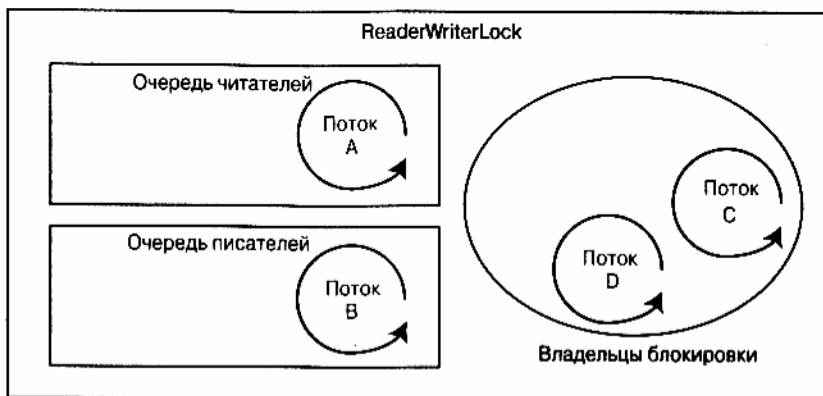 ReaderWriterLock
Очередь читателей
Поток
A
Очередь писателей
Поток
B
Поток
C
Поток
D
Владельцы блокировки